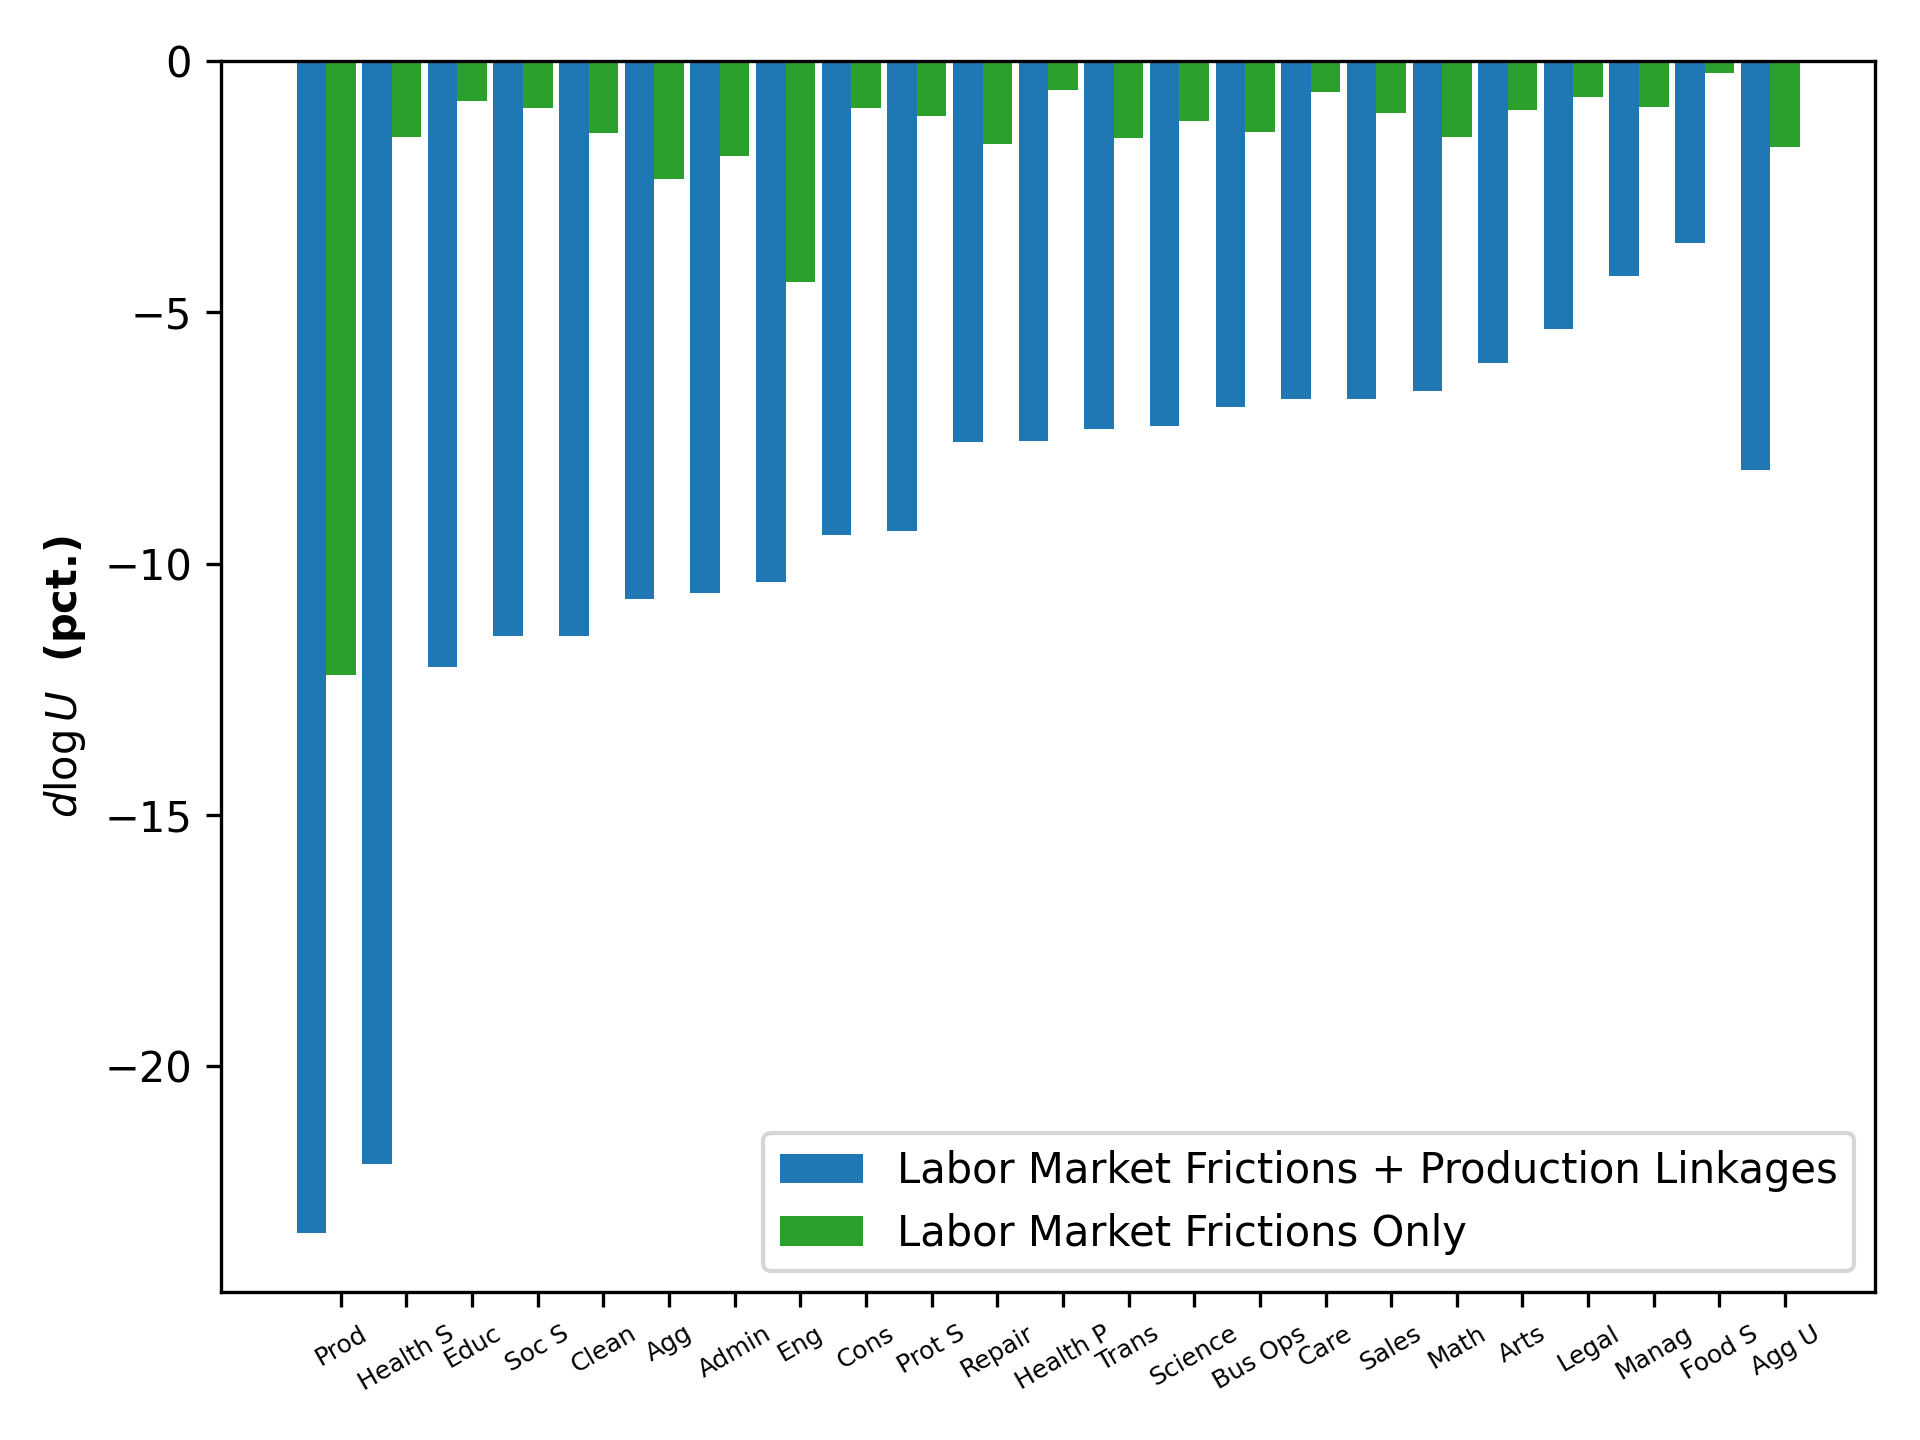 0
−5
−10
−15
−20
dlog U (pct.)
Labor Market Frictions + Production Linkages
Labor Market Frictions Only
Prod
Health S
Educ
Soc S
Clean
Agg
Admin
Eng
Cons
Prot S
Repair
Health P
Trans
Science
Bus Ops
Care
Sales
Math
Arts
Legal
Manag
Food S
Agg U